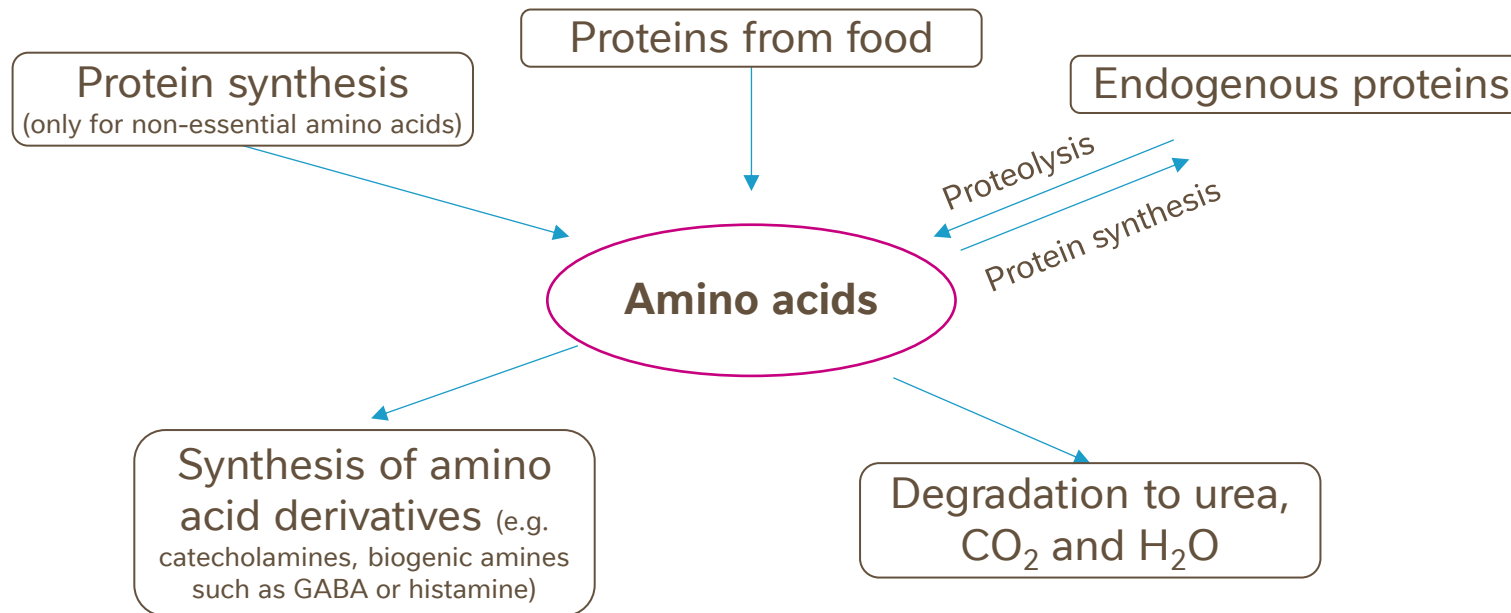 Proteins from food
Protein synthesis
(only for non-essential amino acids)
Endogenous proteins
Proteolysis
Protein synthesis
Amino acids
Synthesis of amino
acid derivatives (e.g.
catecholamines, biogenic amines
such as GABA or histamine)
Degradation to urea,
CO₂ and H₂O